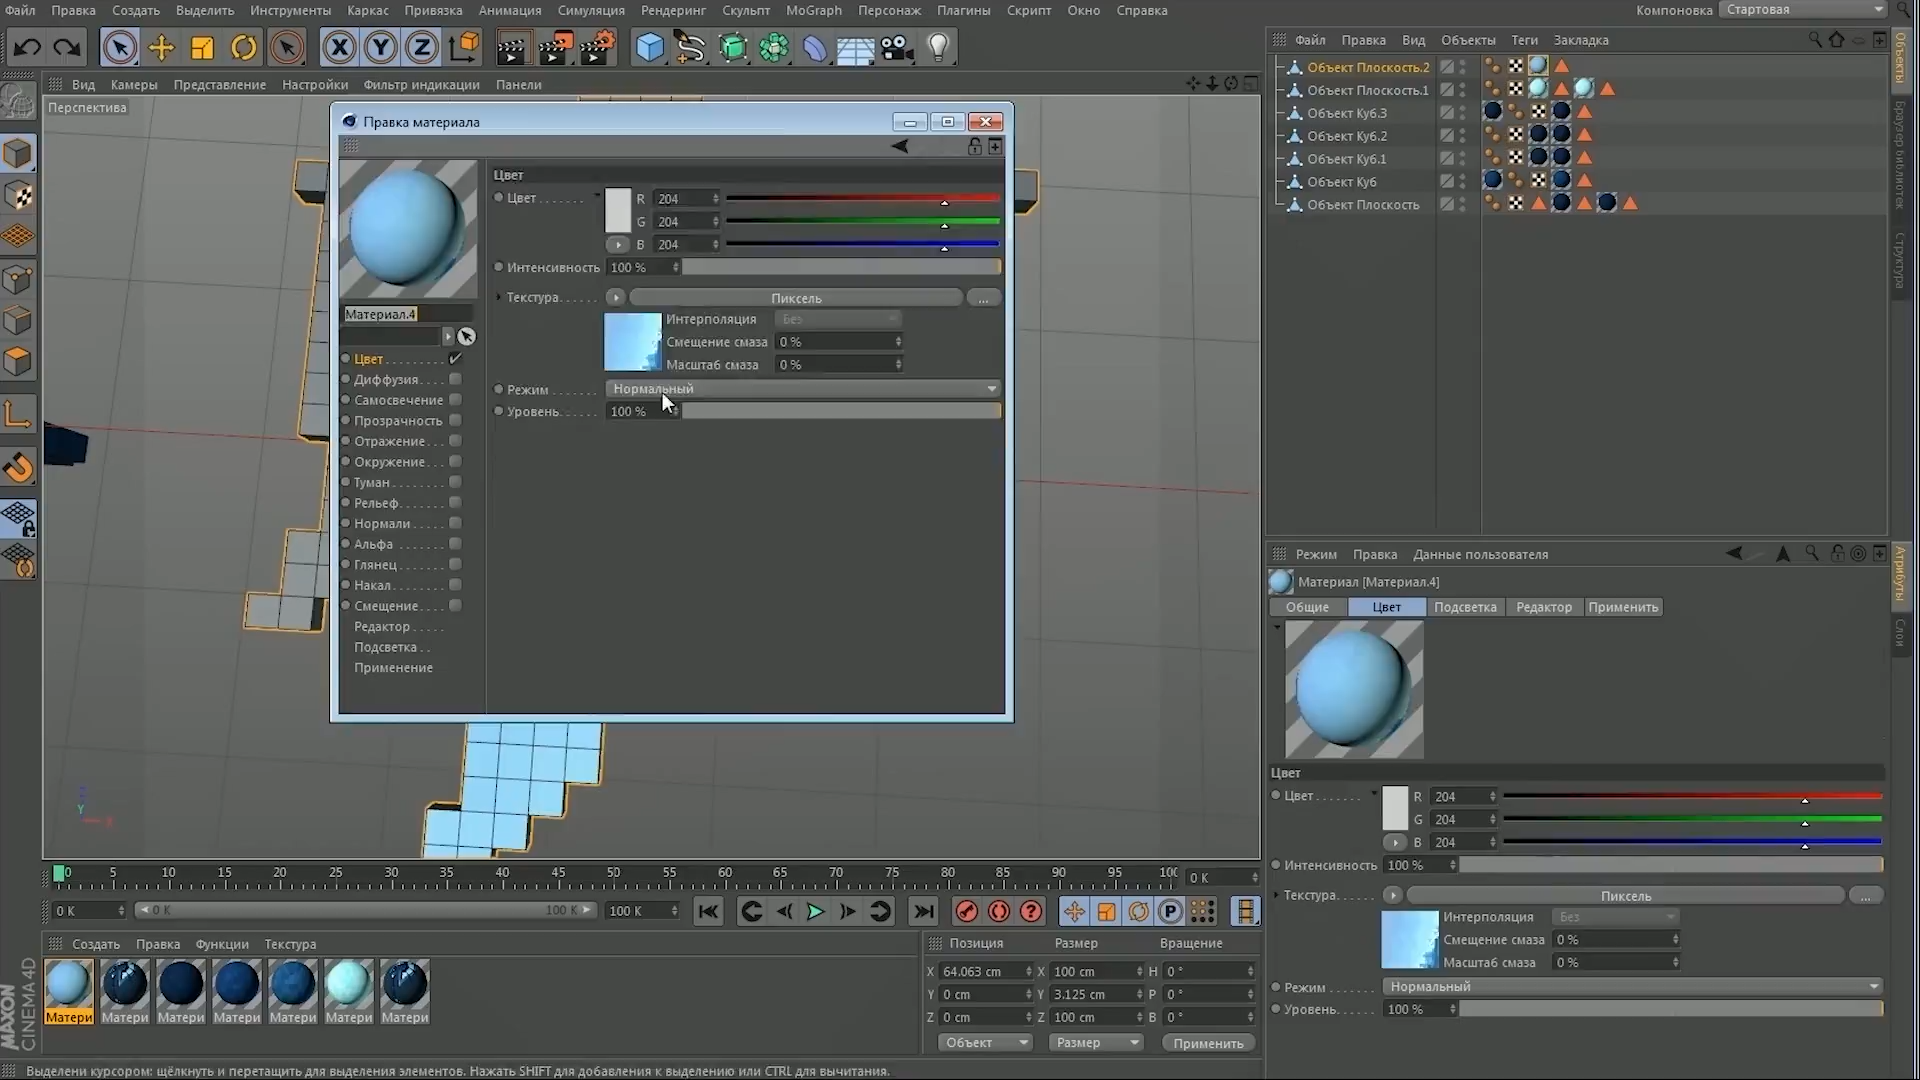 Файл Правка Создать Выделить Инструменты Каркас Привязка Анимация Симуляция Рендеринг Скульпт MoGraph Персонаж Плагины Скрипт Окно Справка
Компоновка Стартовая
X Y Z
Вид Камеры Представление Настройки Фильтр индикации Панели
Перспектива
Правка материала
Цвет
Цвет R 204
G 204
B 204
Интенсивность 100 %
Текстура Пиксель ...
Интерполяция Без
Смещение смаза 0 %
Масштаб смаза 0 %
Режим Нормальный
Уровень 100 %
Материал.4
Цвет
Диффузия
Самосвечение
Прозрачность
Отражение
Окружение
Туман
Рельеф
Нормали
Альфа
Глянец
Накал
Смещение
Редактор
Подсветка
Применение
Y
Файл Правка Вид Объекты Теги Закладка
Объект Плоскость.2
Объект Плоскость.1
Объект Куб.3
Объект Куб.2
Объект Куб.1
Объект Куб
Объект Плоскость
Объекты
Браузер библиотек
Структура
Режим Правка Данные пользователя
Материал [Материал.4]
Общие Цвет Подсветка Редактор Применить
Цвет
Цвет R 204
G 204
B 204
Интенсивность 100 %
Текстура Пиксель ...
Интерполяция Без
Смещение смаза 0 %
Масштаб смаза 0 %
Режим Нормальный
Уровень 100 %
Атрибуты
Слои
0 5 10 15 20 25 30 35 40 45 50 55 60 65 70 75 80 85 90 95 100 0 K
0 K 0 K 100 K 100 K P
Создать Правка Функции Текстура
Матери Матери Матери Матери Матери Матери Матери
Позиция Размер Вращение
X 64.063 cm X 100 cm H 0 °
Y 0 cm Y 3.125 cm P 0 °
Z 0 cm Z 100 cm B 0 °
Объект Размер Применить
MAXON CINEMA 4D
Выделени курсором: щёлкнуть и перетащить для выделения элементов. Нажать SHIFT для добавления к выделению или CTRL для вычитания.